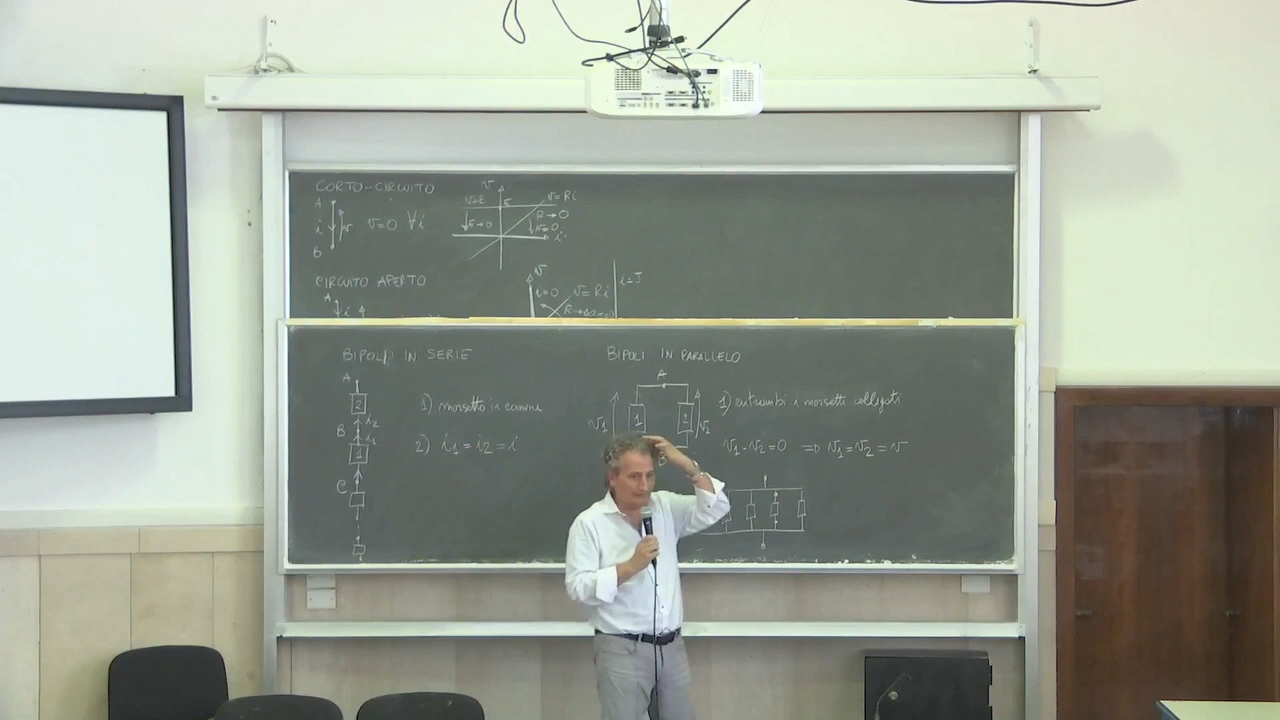 CORTO-CIRCUITO
A
i
v
B
v=0 ∀i
v
v=E
E
v=Ri
R→0
E→0
v=0
i
CIRCUITO APERTO
A
i
v
i=0
v=Ri
i=J
BIPOLI IN SERIE
A
2
i2
B
i1
1
C
1) morsetto in comune
2) i1 = i2 = i
BIPOLI IN PARALLELO
A
v1
1
2
v2
B
1) entrambi i morsetti collegati
v1 - v2 = 0 ⇒ v1 = v2 = v